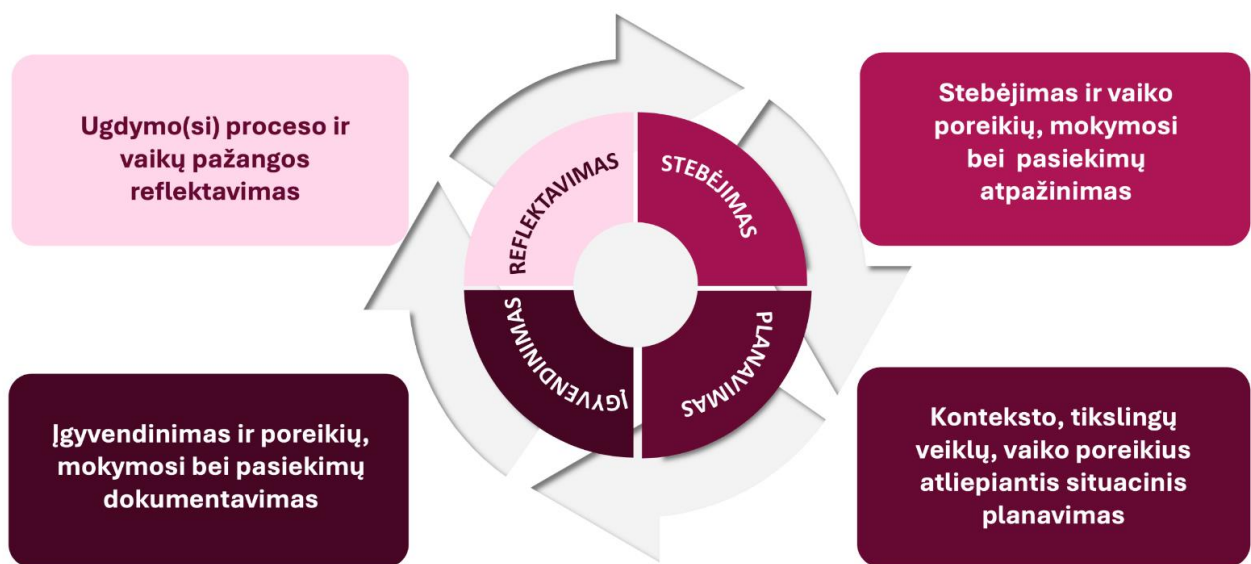 Ugdymo(si) proceso ir
vaikų pažangos
reflektavimas
Stebėjimas ir vaiko
poreikių, mokymosi
bei pasiekimų
atpažinimas
REFLEKTAVIMAS
STEBĖJIMAS
ĮGYVENDINIMAS
PLANAVIMAS
Įgyvendinimas ir poreikių,
mokymosi bei pasiekimų
dokumentavimas
Konteksto, tikslingų
veiklų, vaiko poreikius
atliepiantis situacinis
planavimas